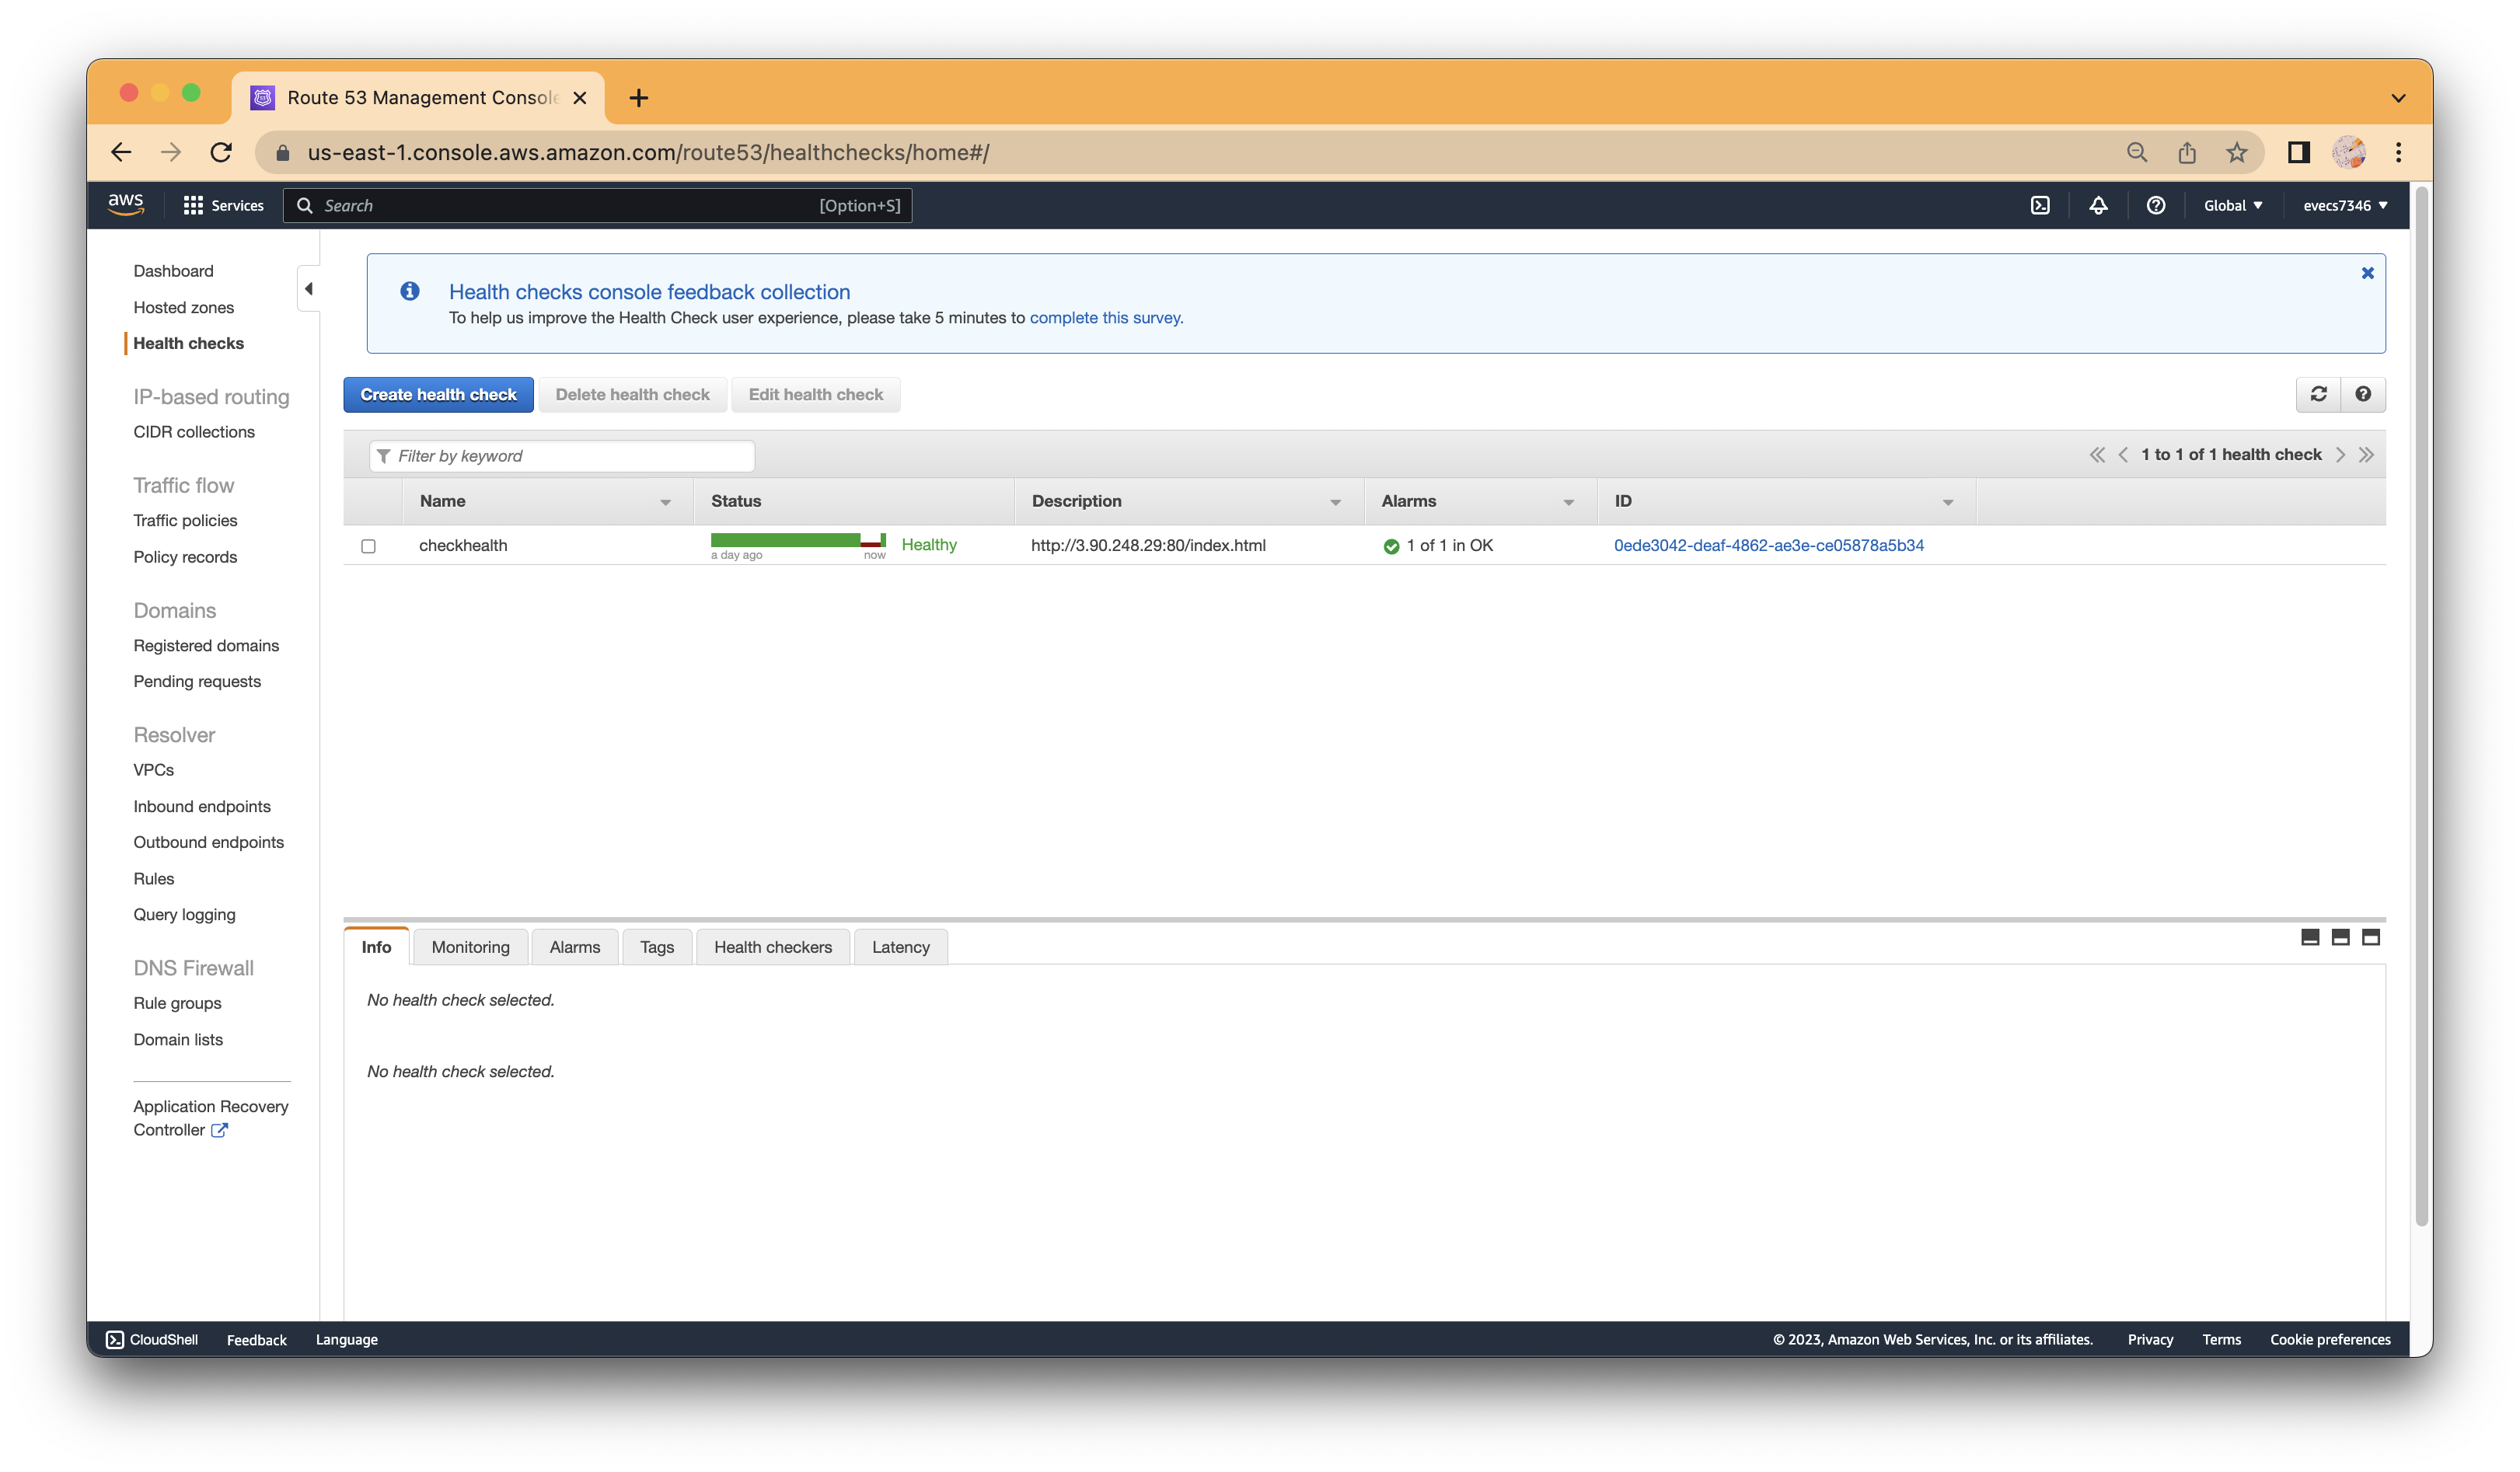 Route 53 Management Console
us-east-1.console.aws.amazon.com/route53/healthchecks/home#/
aws
Services
Search
[Option+S]
Global
evecs7346
Dashboard
Hosted zones
Health checks
IP-based routing
CIDR collections
Traffic flow
Traffic policies
Policy records
Domains
Registered domains
Pending requests
Resolver
VPCs
Inbound endpoints
Outbound endpoints
Rules
Query logging
DNS Firewall
Rule groups
Domain lists
Application Recovery
Controller
Health checks console feedback collection
To help us improve the Health Check user experience, please take 5 minutes to complete this survey.
Create health check
Delete health check
Edit health check
Filter by keyword
1 to 1 of 1 health check
Name
Status
Description
Alarms
ID
checkhealth
a day ago
now
Healthy
http://3.90.248.29:80/index.html
1 of 1 in OK
0ede3042-deaf-4862-ae3e-ce05878a5b34
Info
Monitoring
Alarms
Tags
Health checkers
Latency
No health check selected.
No health check selected.
CloudShell
Feedback
Language
© 2023, Amazon Web Services, Inc. or its affiliates.
Privacy
Terms
Cookie preferences